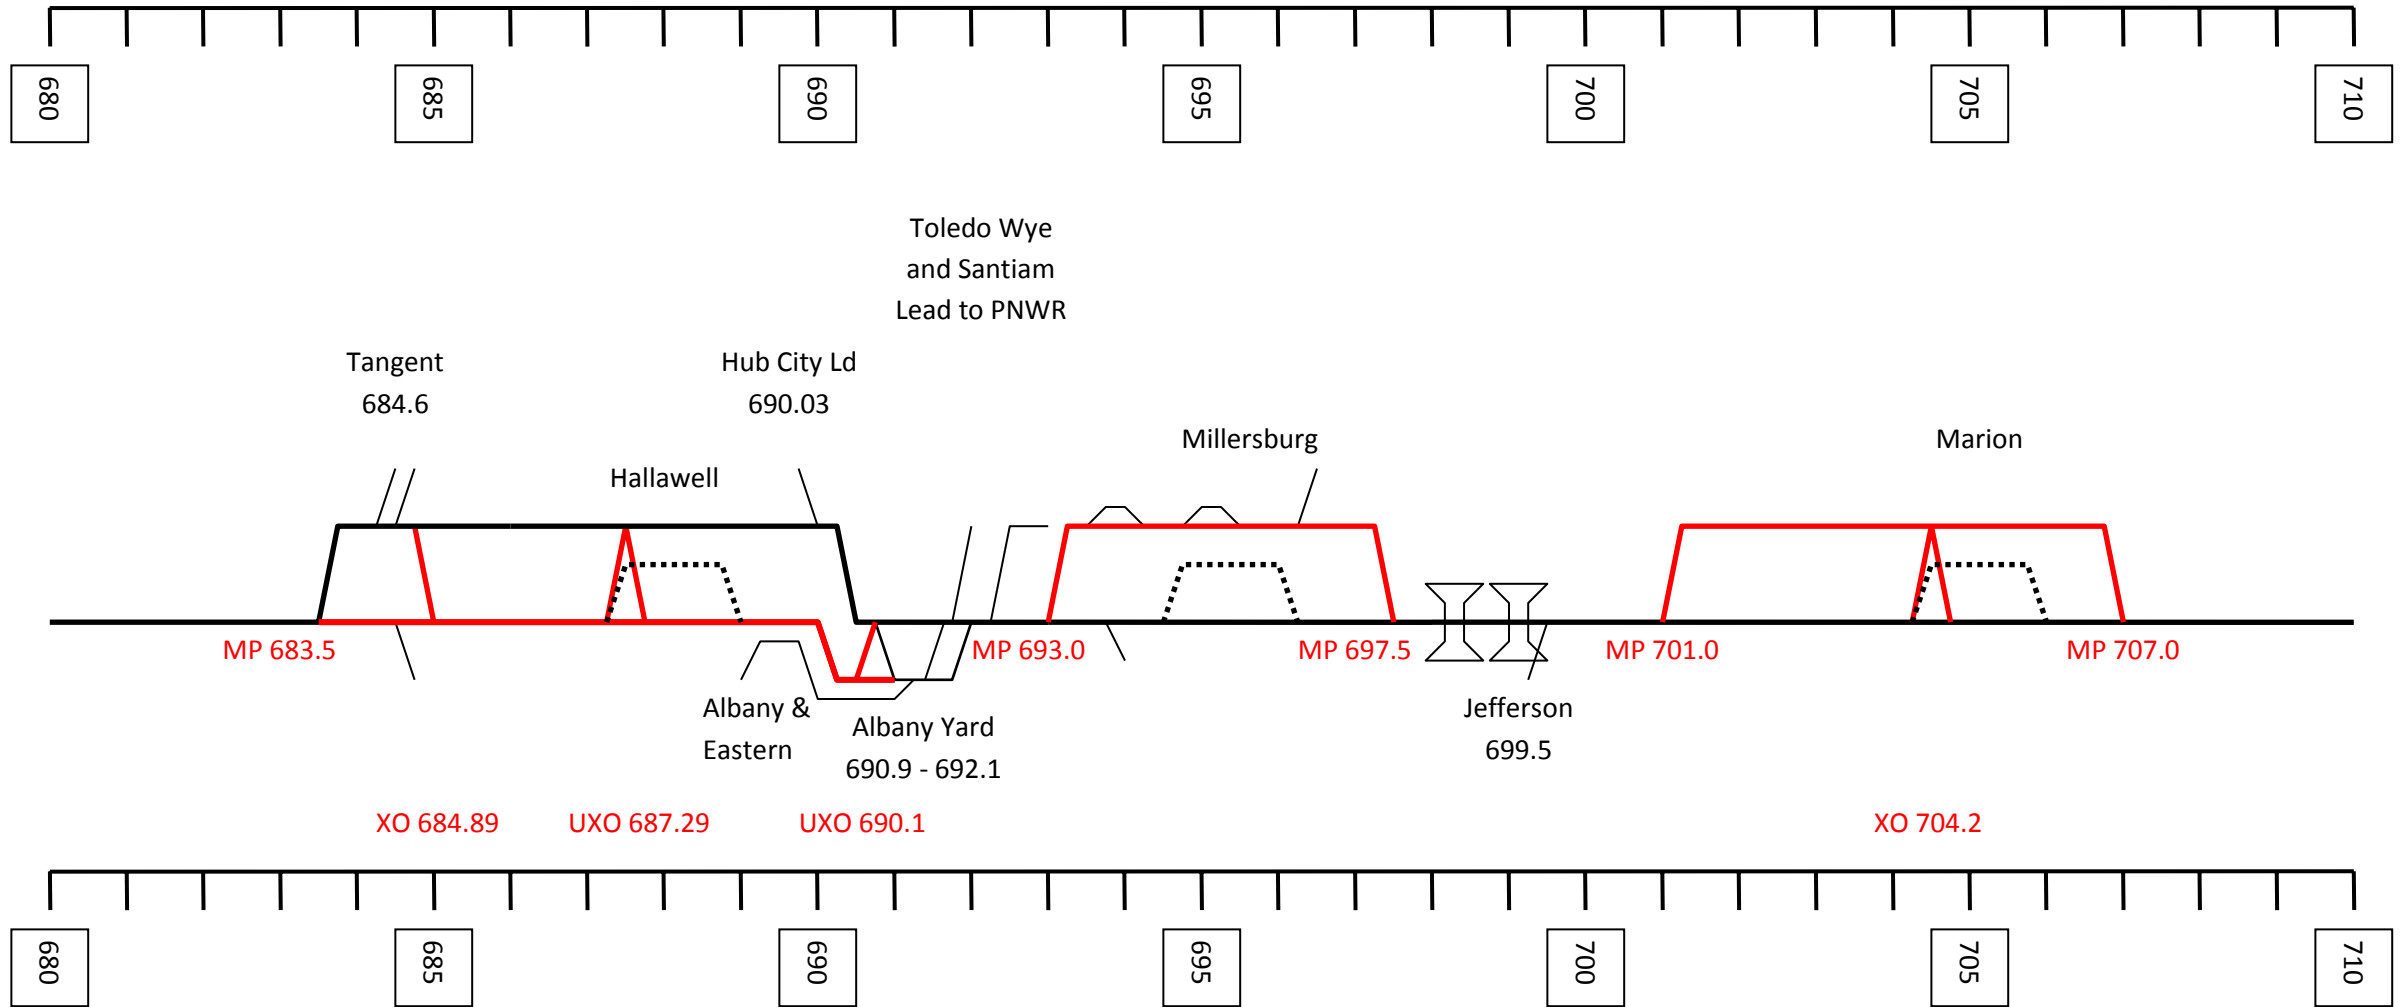 680
685
690
695
700
705
710
Toledo Wye
and Santiam
Lead to PNWR
Tangent
684.6
Hub City Ld
690.03
Hallawell
Millersburg
Marion
MP 683.5
MP 693.0
MP 697.5
MP 701.0
MP 707.0
Albany &
Eastern
Albany Yard
690.9 - 692.1
Jefferson
699.5
XO 684.89
UXO 687.29
UXO 690.1
XO 704.2
680
685
690
695
700
705
710